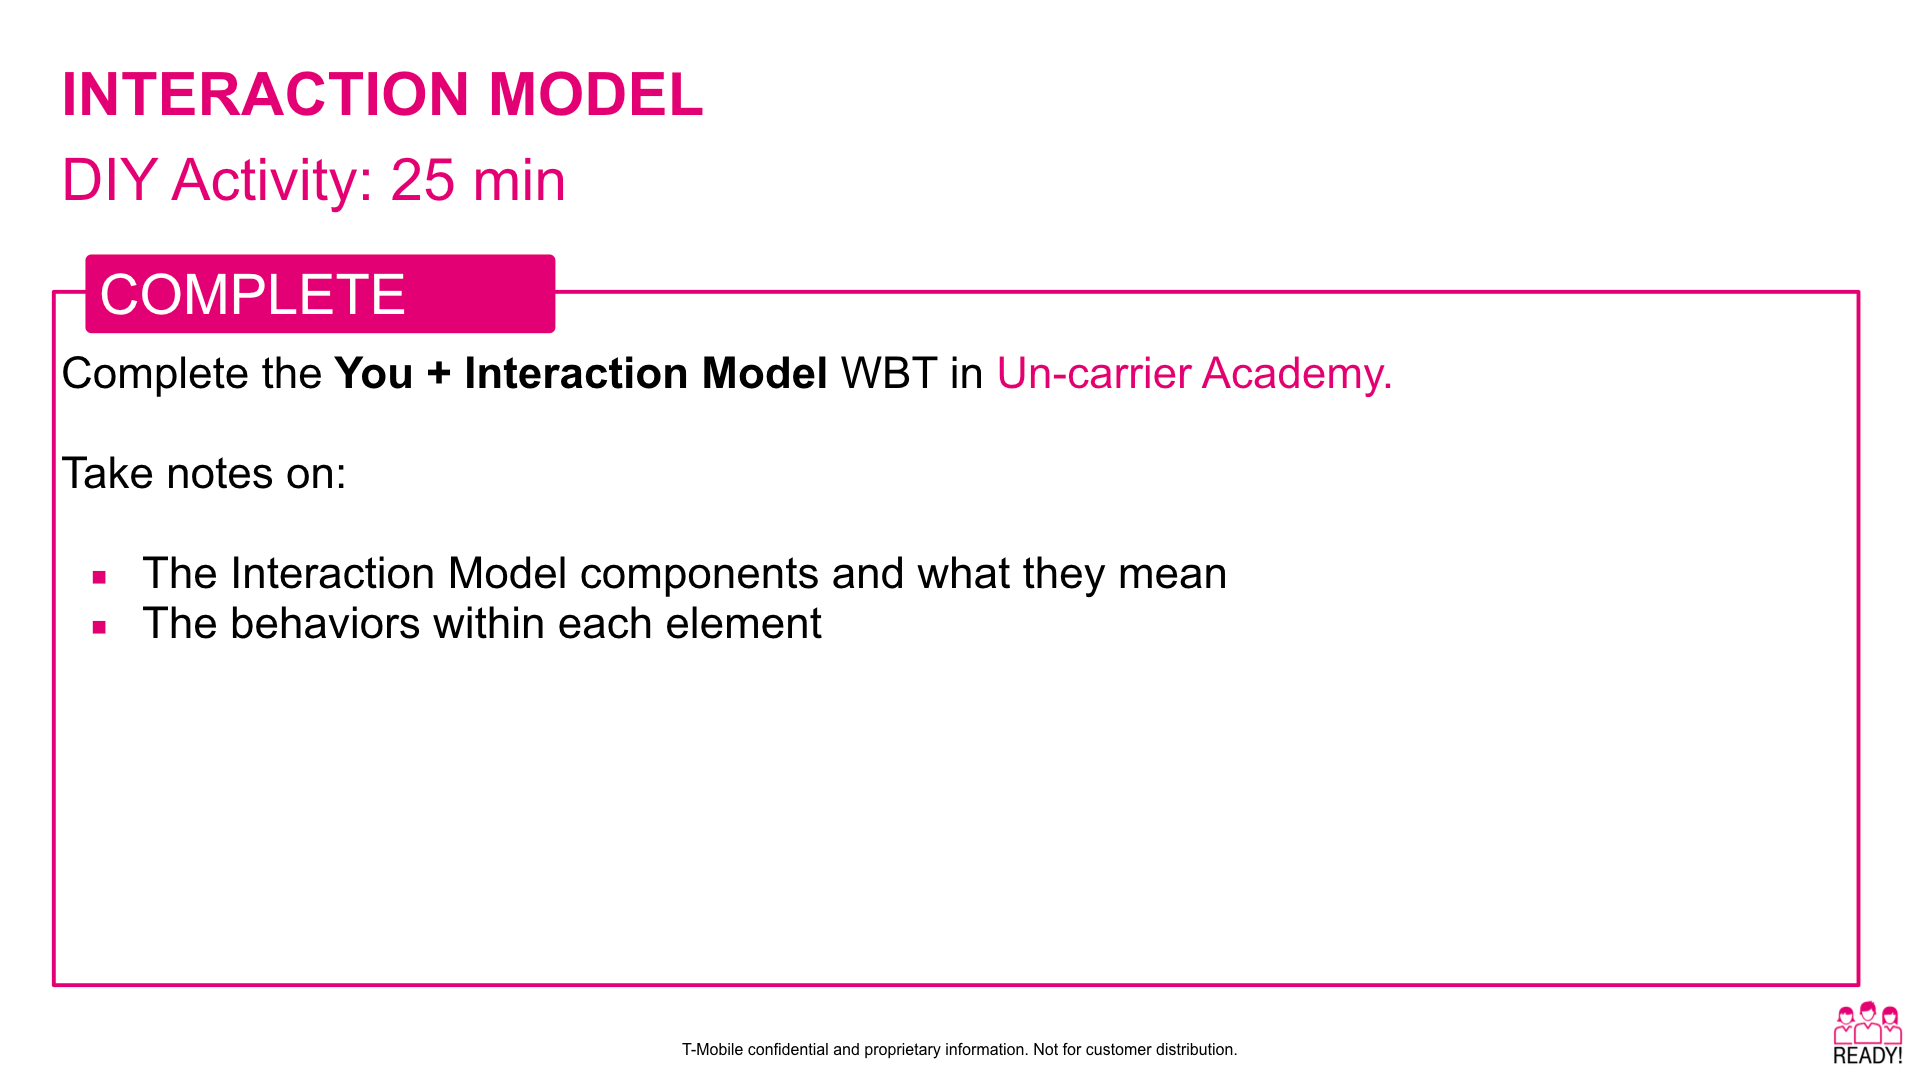 INTERACTION MODEL
DIY Activity: 25 min
COMPLETE
Complete the You + Interaction Model WBT in Un-carrier Academy.
Take notes on:
▪ The Interaction Model components and what they mean
▪ The behaviors within each element
T-Mobile confidential and proprietary information. Not for customer distribution.
READY!